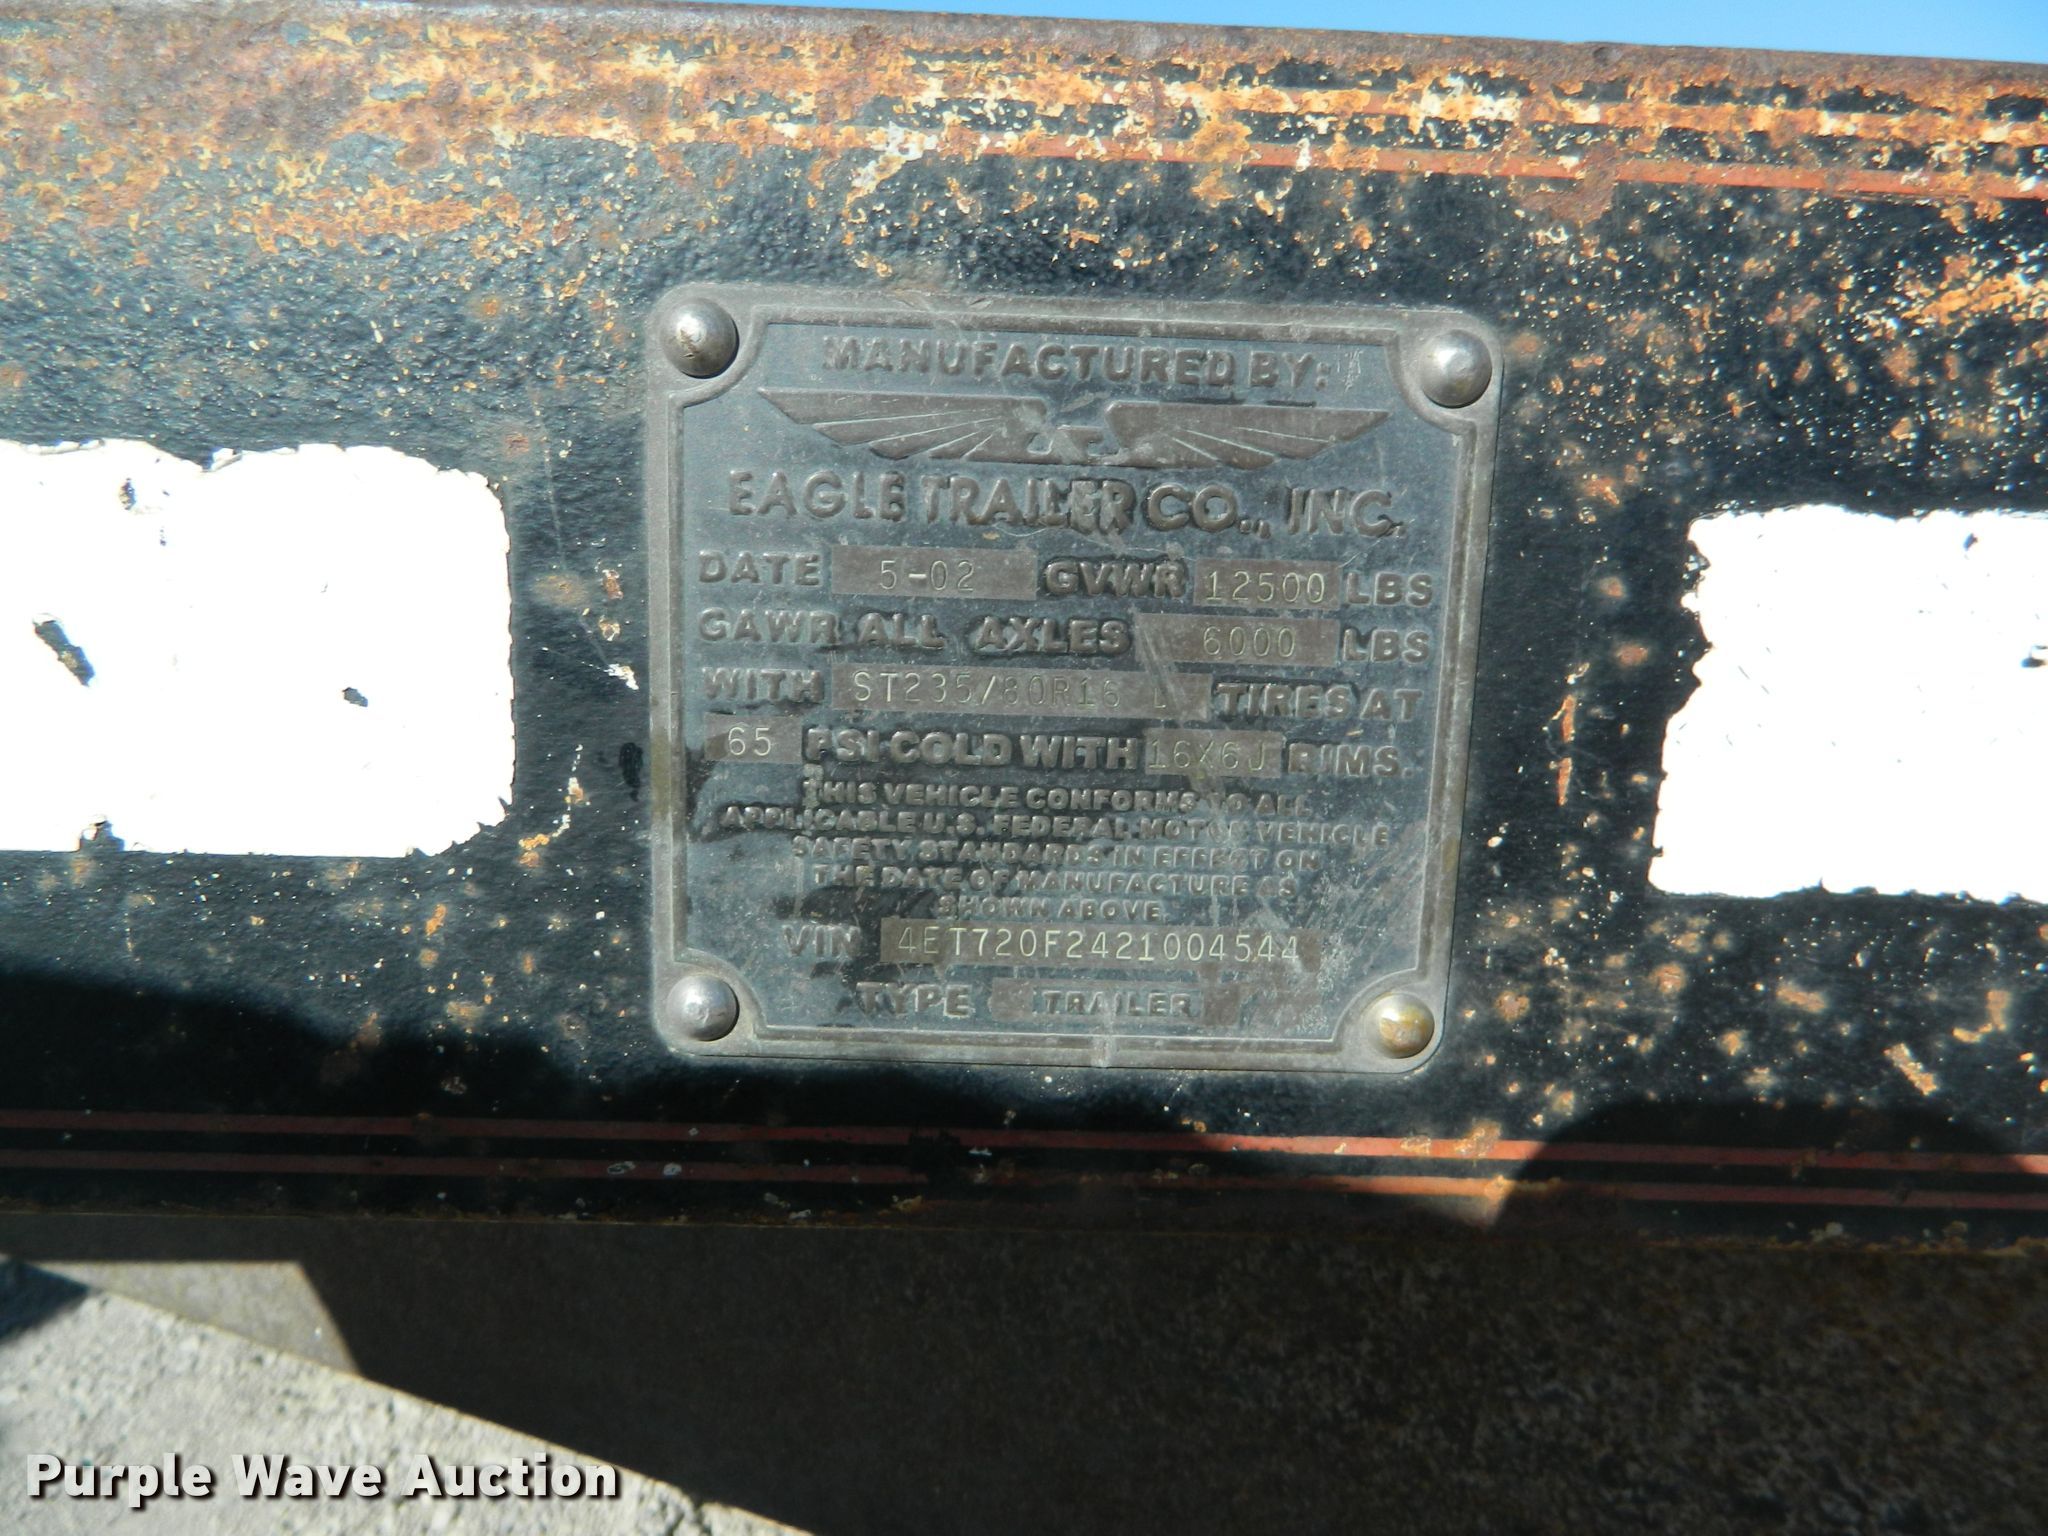 MANUFACTURED BY:
EAGLE TRAILER CO., INC.
DATE 5-02 GVWR 12500 LBS
GAWR ALL AXLES 6000 LBS
WITH ST235/80R16 TIRES AT
65 PSI COLD WITH 16X6J RIMS.
THIS VEHICLE CONFORMS TO ALL
APPLICABLE U.S. FEDERAL MOTOR VEHICLE
SAFETY STANDARDS IN EFFECT ON
THE DATE OF MANUFACTURE AS
SHOWN ABOVE.
VIN 4ET720F2421004544
TYPE TRAILER
Purple Wave Auction